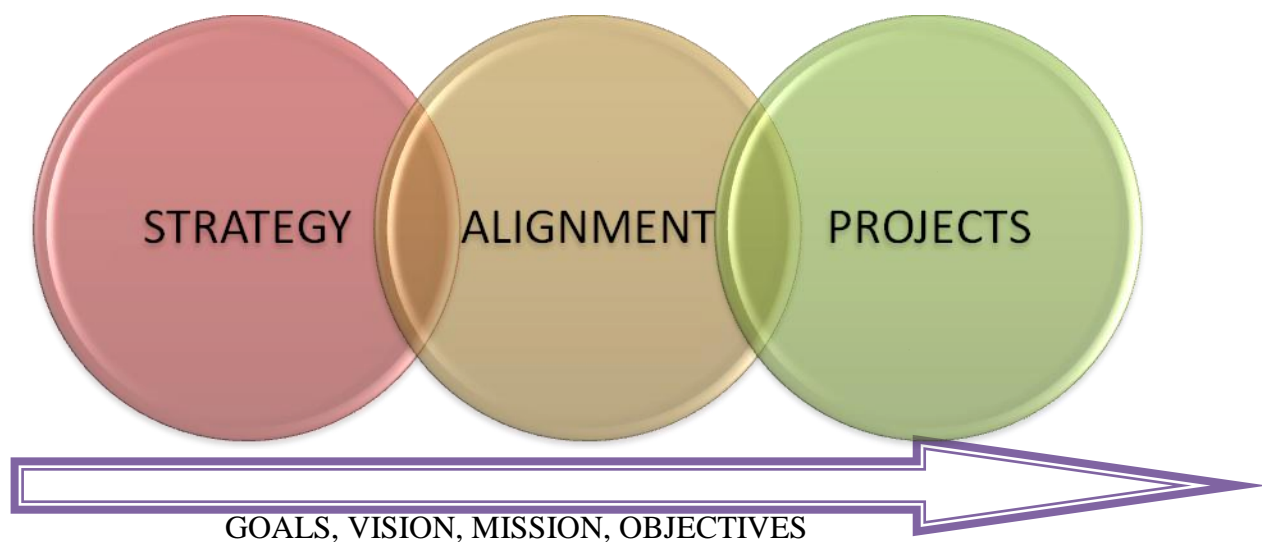 STRATEGY ALIGNMENT PROJECTS
GOALS, VISION, MISSION, OBJECTIVES